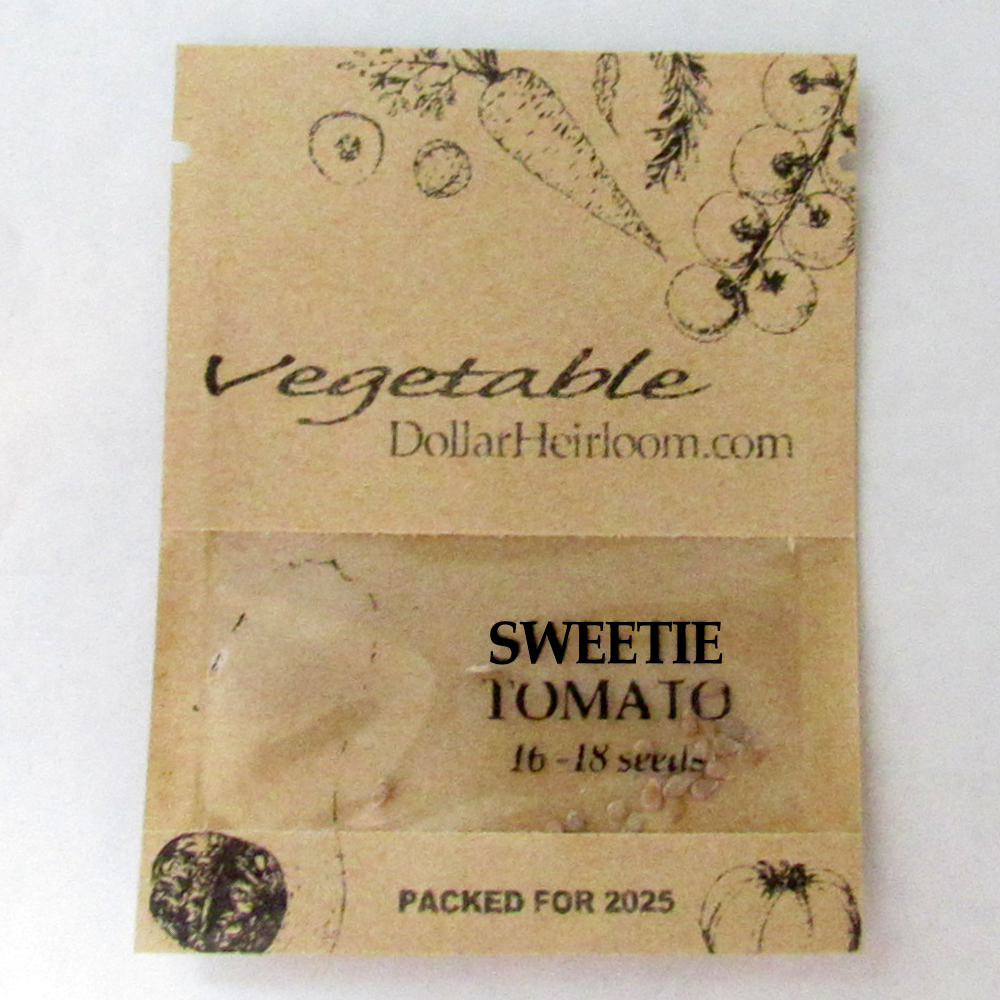 Vegetable
DollarHeirloom.com
SWEETIE
TOMATO
16-18 seeds
PACKED FOR 2025